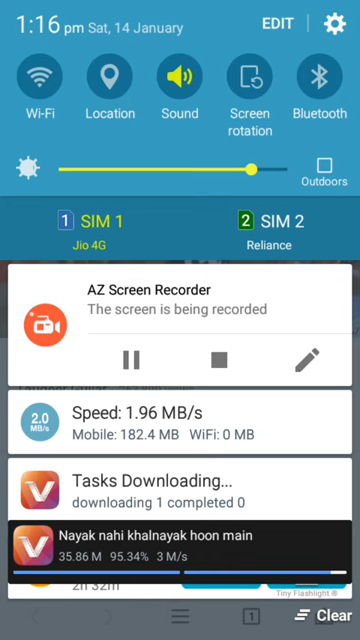 1:16 pm Sat, 14 January EDIT
Wi-Fi Location Sound Screen rotation Bluetooth
Outdoors
1 SIM 1 2 SIM 2
Jio 4G Reliance
AZ Screen Recorder
The screen is being recorded
2.0 MB/s
Speed: 1.96 MB/s
Mobile: 182.4 MB WiFi: 0 MB
Tasks Downloading...
downloading 1 completed 0
Nayak nahi khalnayak hoon main
35.86 M 95.34% 3 M/s
2h 32m
Tiny Flashlight ®
1
Clear